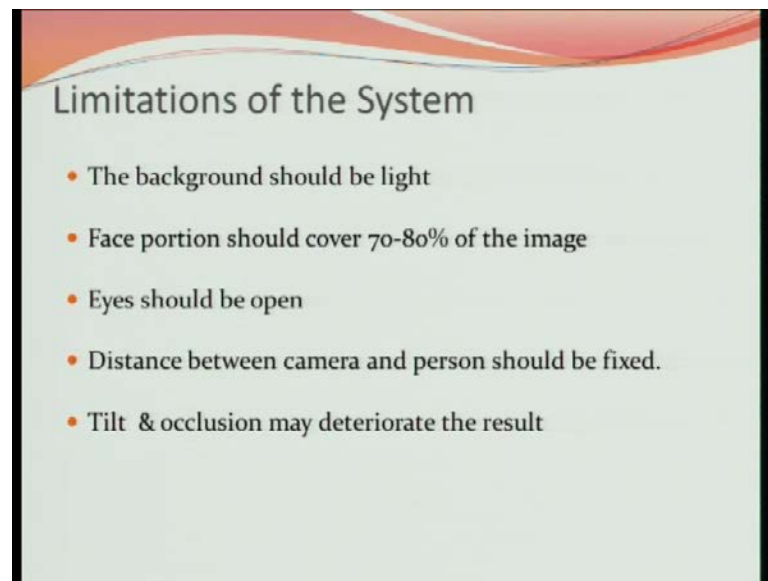 Limitations of the System
The background should be light
Face portion should cover 70-80% of the image
Eyes should be open
Distance between camera and person should be fixed.
Tilt & occlusion may deteriorate the result